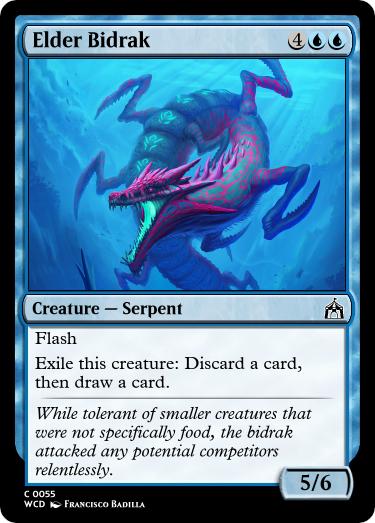 Elder Bidrak 4
Creature — Serpent
Flash
Exile this creature: Discard a card,
then draw a card.
While tolerant of smaller creatures that
were not specifically food, the bidrak
attacked any potential competitors
relentlessly.
5/6
C 0055
WCD Francisco Badilla